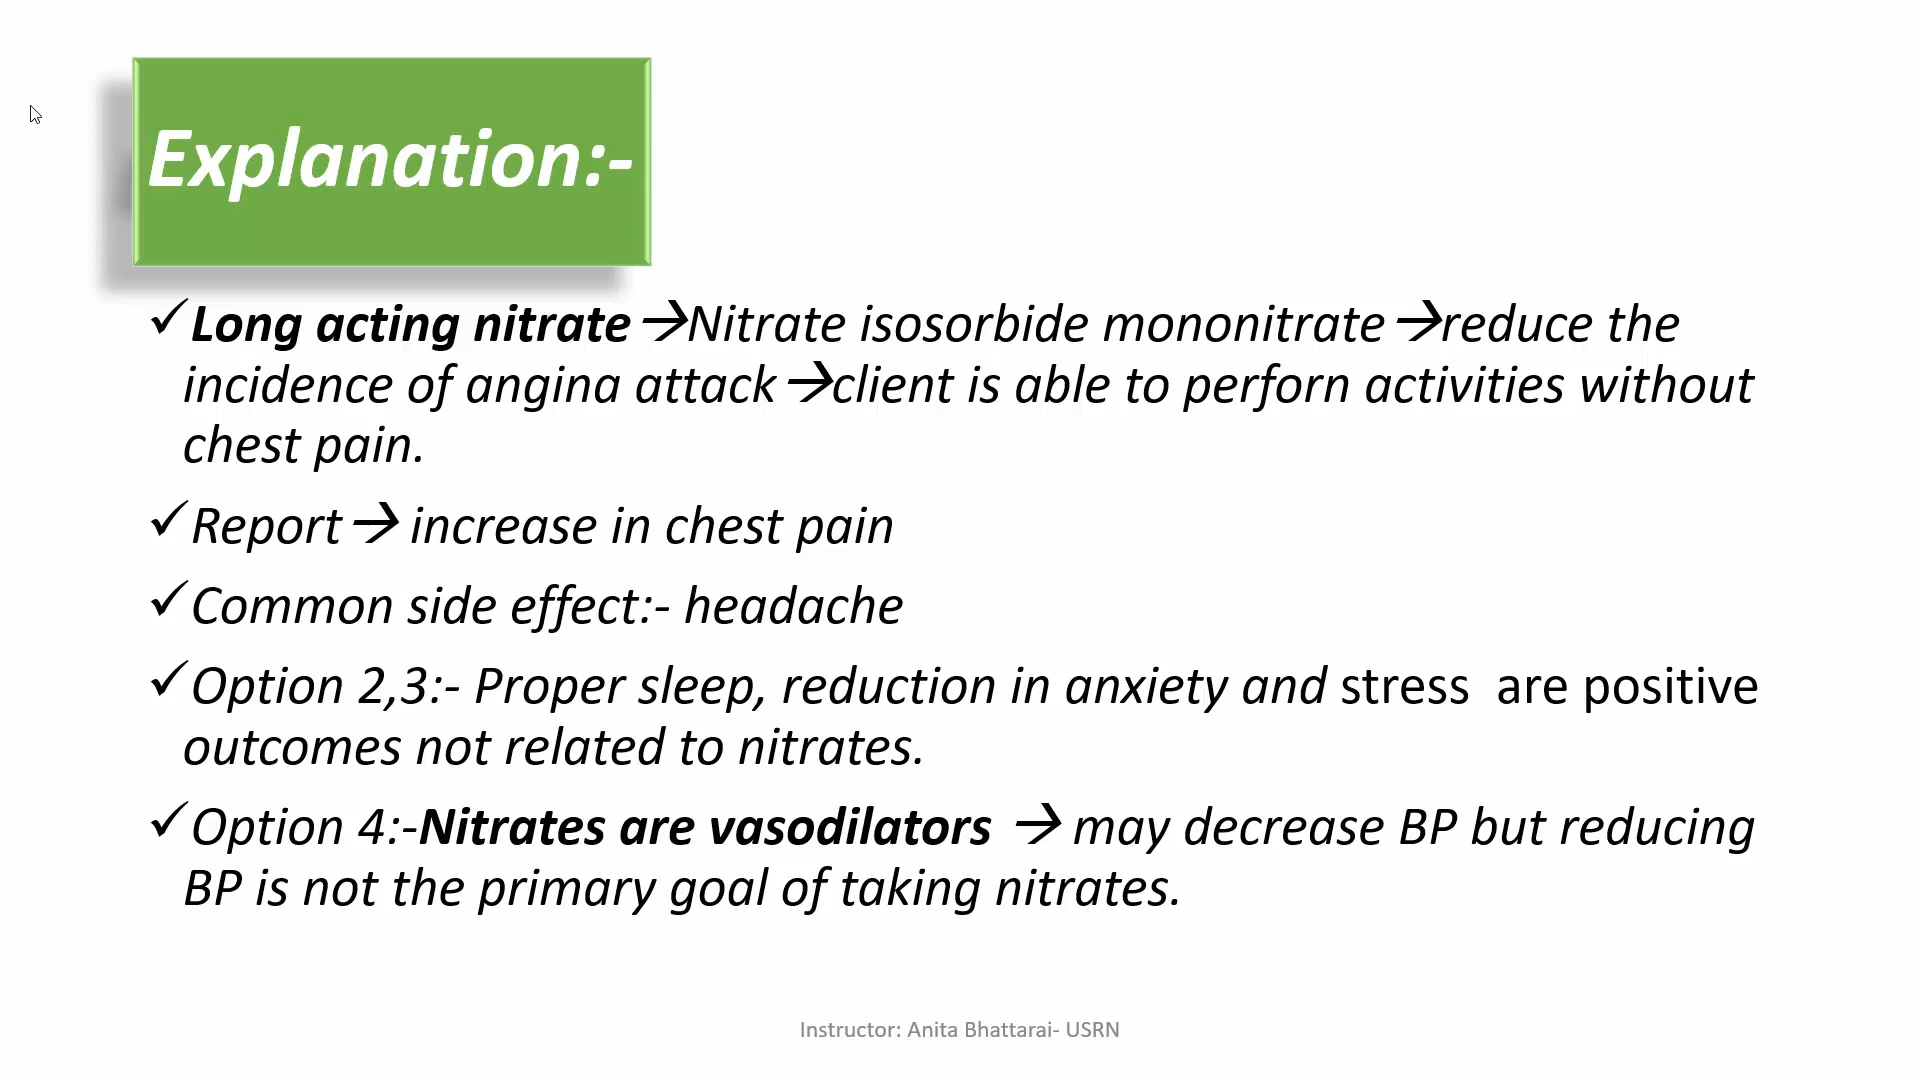 Explanation:-
✓Long acting nitrate→Nitrate isosorbide mononitrate→reduce the
incidence of angina attack→client is able to perforn activities without
chest pain.
✓Report→ increase in chest pain
✓Common side effect:- headache
✓Option 2,3:- Proper sleep, reduction in anxiety and stress  are positive
outcomes not related to nitrates.
✓Option 4:-Nitrates are vasodilators → may decrease BP but reducing
BP is not the primary goal of taking nitrates.
Instructor: Anita Bhattarai- USRN